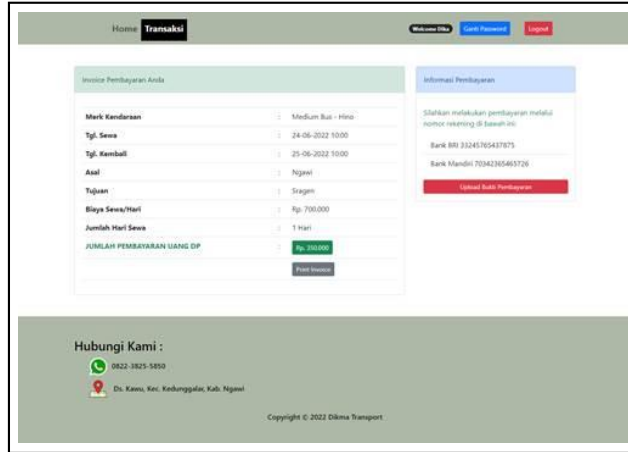 Home Transaksi Welcome Dika Ganti Password Logout
Invoice Pembayaran Anda
Merk Kendaraan : Medium Bus - Hino
Tgl. Sewa : 24-06-2022 10:00
Tgl. Kembali : 25-06-2022 10:00
Asal : Ngawi
Tujuan : Sragen
Biaya Sewa/Hari : Rp. 700.000
Jumlah Hari Sewa : 1 Hari
JUMLAH PEMBAYARAN UANG DP : Rp. 350.000
Print Invoice
Informasi Pembayaran
Silahkan melakukan pembayaran melalui
nomor rekening di bawah ini:
Bank BRI 33245765437875
Bank Mandiri 70342365465726
Upload Bukti Pembayaran
Hubungi Kami :
0822-3825-5850
Ds. Kawu, Kec. Kedunggalar, Kab. Ngawi
Copyright © 2022 Dikma Transport